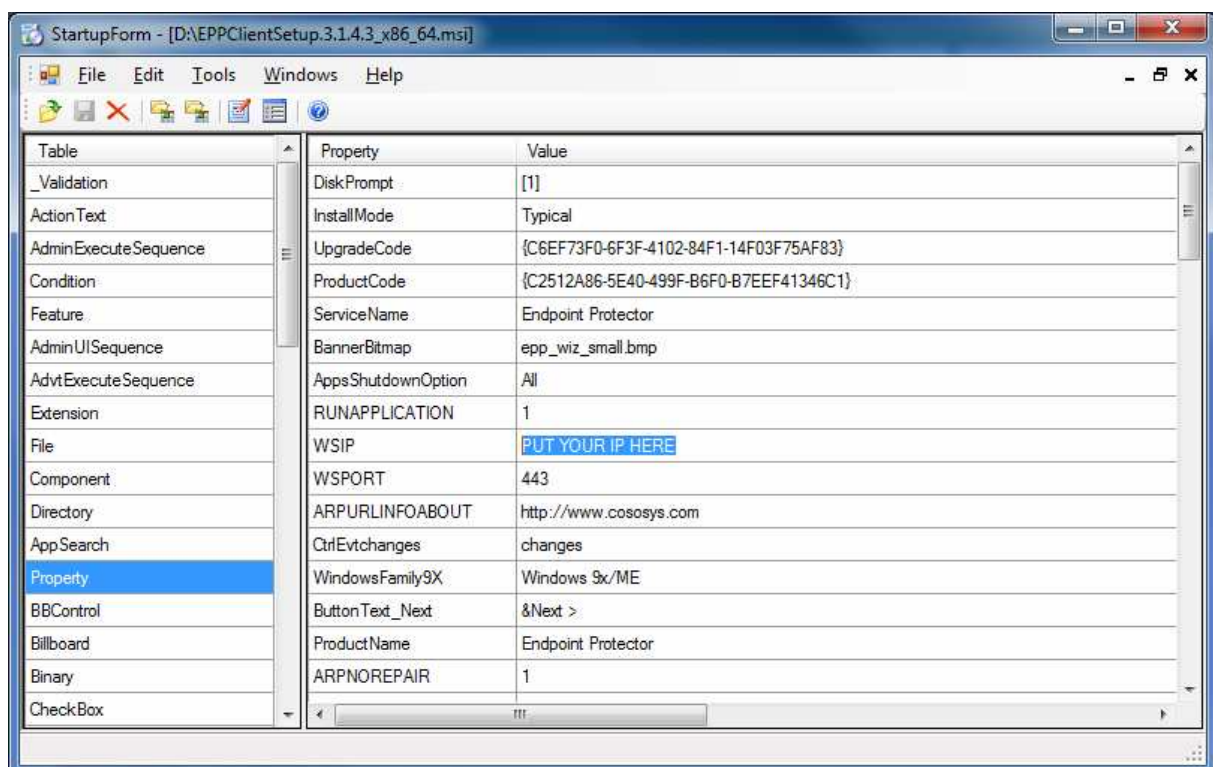 StartupForm - [D:\EPPClientSetup.3.1.4.3_x86_64.msi]
File Edit Tools Windows Help
Table Property Value
_Validation DiskPrompt [1]
ActionText InstallMode Typical
AdminExecuteSequence UpgradeCode {C6EF73F0-6F3F-4102-84F1-14F03F75AF83}
Condition ProductCode {C2512A86-5E40-499F-B6F0-B7EEF41346C1}
Feature ServiceName Endpoint Protector
AdminUISequence BannerBitmap epp_wiz_small.bmp
AdvtExecuteSequence AppsShutdownOption All
Extension RUNAPPLICATION 1
File WSIP PUT YOUR IP HERE
Component WSPORT 443
Directory ARPURLINFOABOUT http://www.cososys.com
AppSearch CtrlEvtchanges changes
Property WindowsFamily9X Windows 9x/ME
BBControl ButtonText_Next &Next >
Billboard ProductName Endpoint Protector
Binary ARPNOREPAIR 1
CheckBox